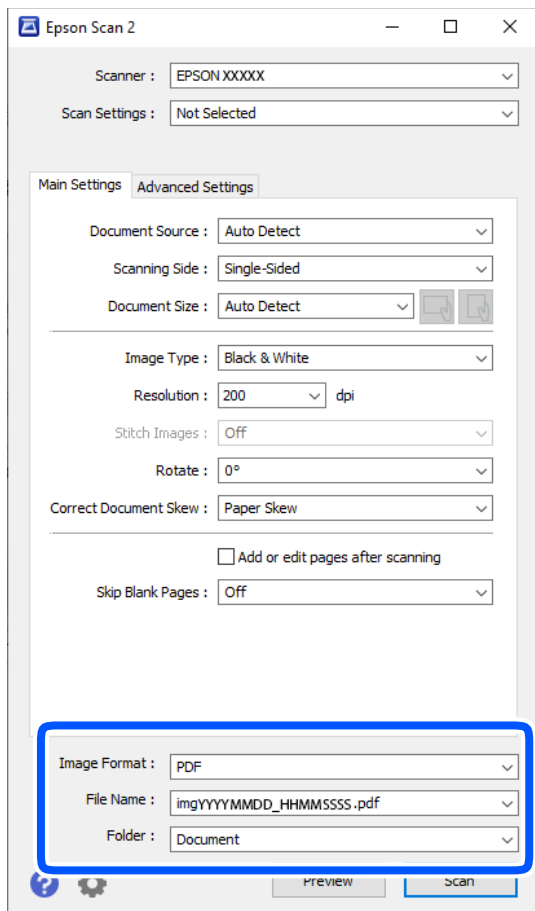 Epson Scan 2
Scanner : EPSON XXXXX
Scan Settings : Not Selected
Main Settings Advanced Settings
Document Source : Auto Detect
Scanning Side : Single-Sided
Document Size : Auto Detect
Image Type : Black & White
Resolution : 200 dpi
Stitch Images : Off
Rotate : 0°
Correct Document Skew : Paper Skew
Add or edit pages after scanning
Skip Blank Pages : Off
Image Format : PDF
File Name : imgYYYYMMDD_HHMMSSSS.pdf
Folder : Document
? Preview Scan